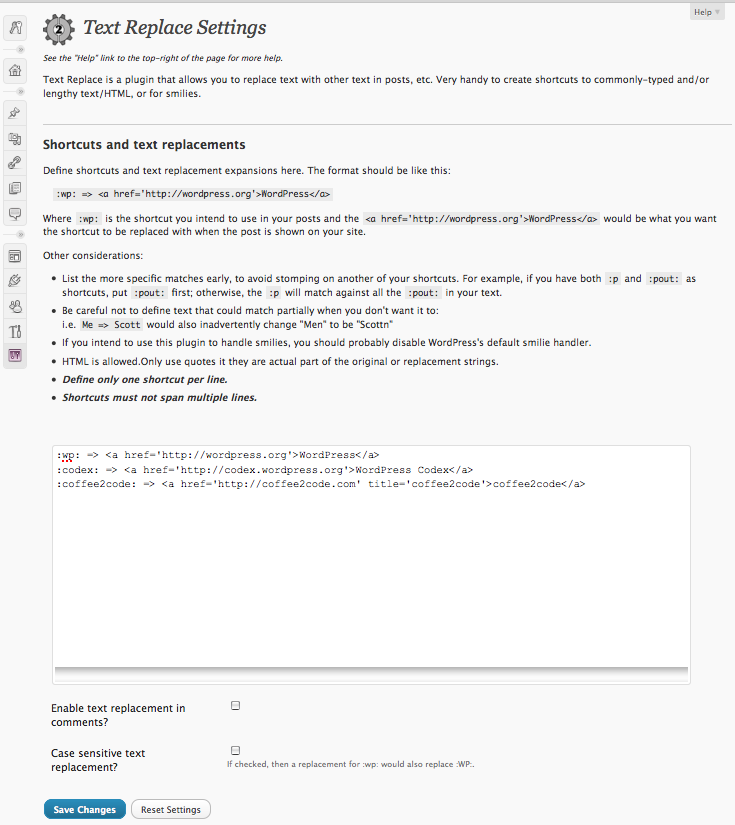 Help
2 Text Replace Settings
See the "Help" link to the top-right of the page for more help.
Text Replace is a plugin that allows you to replace text with other text in posts, etc. Very handy to create shortcuts to commonly-typed and/or
lengthy text/HTML, or for smilies.
Shortcuts and text replacements
Define shortcuts and text replacement expansions here. The format should be like this:
:wp: => <a href='http://wordpress.org'>WordPress</a>
Where :wp: is the shortcut you intend to use in your posts and the <a href='http://wordpress.org'>WordPress</a> would be what you want
the shortcut to be replaced with when the post is shown on your site.
Other considerations:
• List the more specific matches early, to avoid stomping on another of your shortcuts. For example, if you have both :p and :pout: as
shortcuts, put :pout: first; otherwise, the :p will match against all the :pout: in your text.
• Be careful not to define text that could match partially when you don't want it to:
i.e. Me => Scott would also inadvertently change "Men" to be "Scottn"
• If you intend to use this plugin to handle smilies, you should probably disable WordPress's default smilie handler.
• HTML is allowed.Only use quotes it they are actual part of the original or replacement strings.
• Define only one shortcut per line.
• Shortcuts must not span multiple lines.
:wp: => <a href='http://wordpress.org'>WordPress</a>
:codex: => <a href='http://codex.wordpress.org'>WordPress Codex</a>
:coffee2code: => <a href='http://coffee2code.com' title='coffee2code'>coffee2code</a>
Enable text replacement in
comments?
Case sensitive text
replacement?
If checked, then a replacement for :wp: would also replace :WP:.
Save Changes Reset Settings